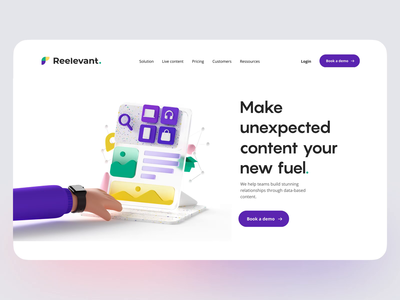 Reelevant.
Solution Live content Pricing Customers Ressources
Login
Book a demo →
Make
unexpected
content your
new fuel.
We help teams build stunning
relationships through data-based
content.
Book a demo →